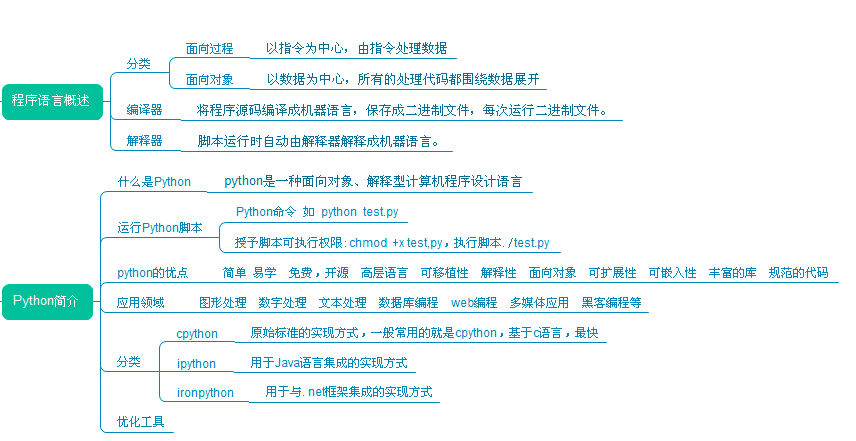 程序语言概述
分类
面向过程
以指令为中心，由指令处理数据
面向对象
以数据为中心，所有的处理代码都围绕数据展开
编译器
将程序源码编译成机器语言，保存成二进制文件，每次运行二进制文件。
解释器
脚本运行时自动由解释器解释成机器语言。
Python简介
什么是Python
python是一种面向对象、解释型计算机程序设计语言
运行Python脚本
Python命令 如 python test.py
授予脚本可执行权限: chmod +x test,py，执行脚本. /test.py
python的忧点
简单 易学 免费，开源 高层语言 可移植性 解释性 面向对象 可扩展性 可嵌入性 丰富的库 规范的代码
应用领域
图形处理 数字处理 文本处理 数据库编程 web编程 多媒体应用 黑客编程等
分类
cpython
原始标准的实现方式，一般常用的就是cpython，基于c语言，最快
ipython
用于Java语言集成的实现方式
ironpython
用于与. net框架集成的实现方式
忧化工具